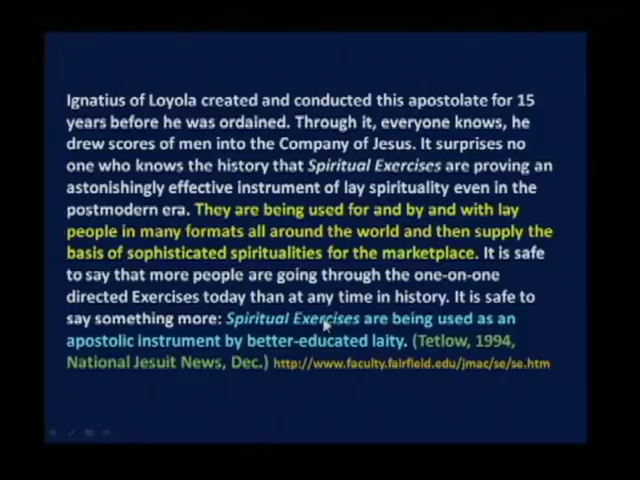 Ignatius of Loyola created and conducted this apostolate for 15
years before he was ordained. Through it, everyone knows, he
drew scores of men into the Company of Jesus. It surprises no
one who knows the history that Spiritual Exercises are proving an
astonishingly effective instrument of lay spirituality even in the
postmodern era. They are being used for and by and with lay
people in many formats all around the world and then supply the
basis of sophisticated spiritualities for the marketplace. It is safe
to say that more people are going through the one-on-one
directed Exercises today than at any time in history. It is safe to
say something more: Spiritual Exercises are being used as an
apostolic instrument by better-educated laity. (Tetlow, 1994,
National Jesuit News, Dec.) http://www.faculty.fairfield.edu/jmac/se/se.htm